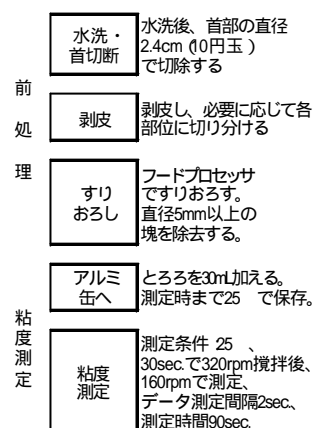 前処理
水洗・
首切断
水洗後、首部の直径
2.4cm (10円玉 )
で切除する
剥皮
剥皮し、必要に応じて各
部位に切り分ける
すり
おろし
フードプロセッサ
ですりおろす。
直径5mm以上の
塊を除去する。
粘度測定
アルミ
缶へ
とろろを30mL加える。
測定時まで25 で保存。
粘度
測定
測定条件 25 、
30sec.で320rpm撹拌後、
160rpmで測定、
データ測定間隔2sec、
測定時間90sec.